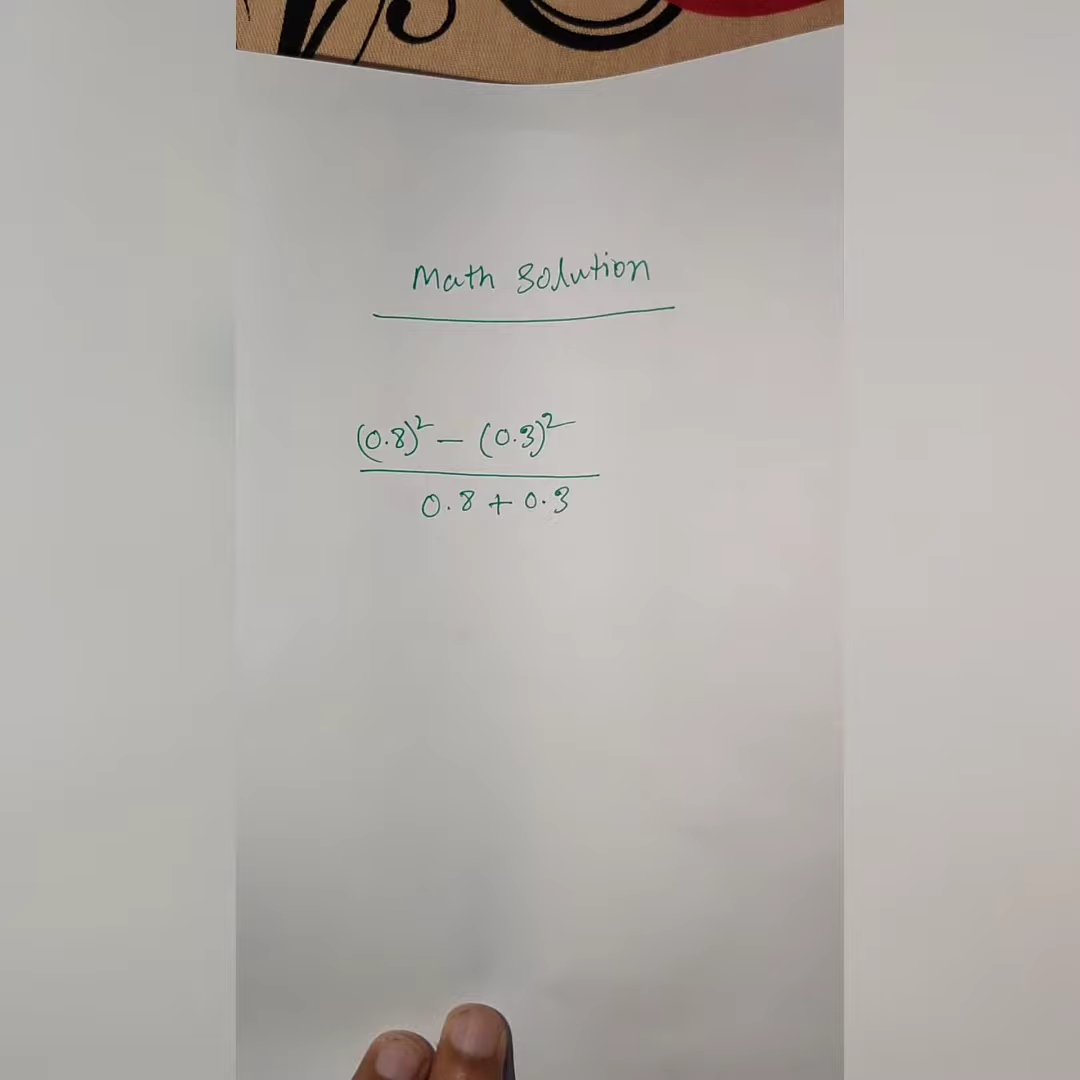 Math Solution
(0.8)² - (0.3)²
0.8 + 0.3